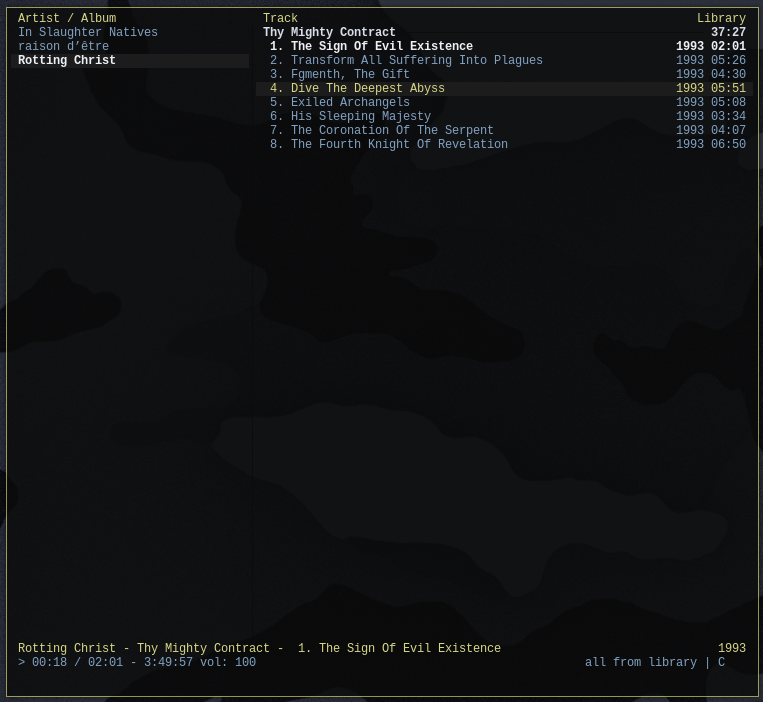 Artist / Album Track Library
In Slaughter Natives Thy Mighty Contract 37:27
raison d’être 1. The Sign Of Evil Existence 1993 02:01
Rotting Christ 2. Transform All Suffering Into Plagues 1993 05:26
3. Fgmenth, The Gift 1993 04:30
4. Dive The Deepest Abyss 1993 05:51
5. Exiled Archangels 1993 05:08
6. His Sleeping Majesty 1993 03:34
7. The Coronation Of The Serpent 1993 04:07
8. The Fourth Knight Of Revelation 1993 06:50
Rotting Christ - Thy Mighty Contract - 1. The Sign Of Evil Existence 1993
> 00:18 / 02:01 - 3:49:57 vol: 100 all from library | C